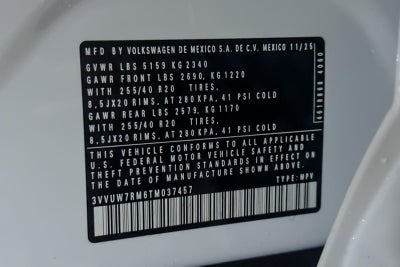 MFD BY VOLKSWAGEN DE MEXICO S.A. DE C.V. MEXICO 11/25
GVWR LBS 5159 KG 2340
GAWR FRONT LBS 2690, KG 1220
WITH 255/40 R20 TIRES,
8,5JX20 RIMS, AT 280KPA, 41 PSI COLD
GAWR REAR LBS 2579, KG 1170
WITH 255/40 R20 TIRES,
8,5JX20 RIMS, AT 280 KPA, 41 PSI COLD
THIS VEHICLE CONFORMS TO ALL APPLICABLE
U.S. FEDERAL MOTOR VEHICLE SAFETY AND
THEFT PREVENTION STANDARDS IN EFFECT ON
THE DATE OF MANUFACTURE SHOWN ABOVE.
3VVUW7RM6TM037457 TYPE: MPV